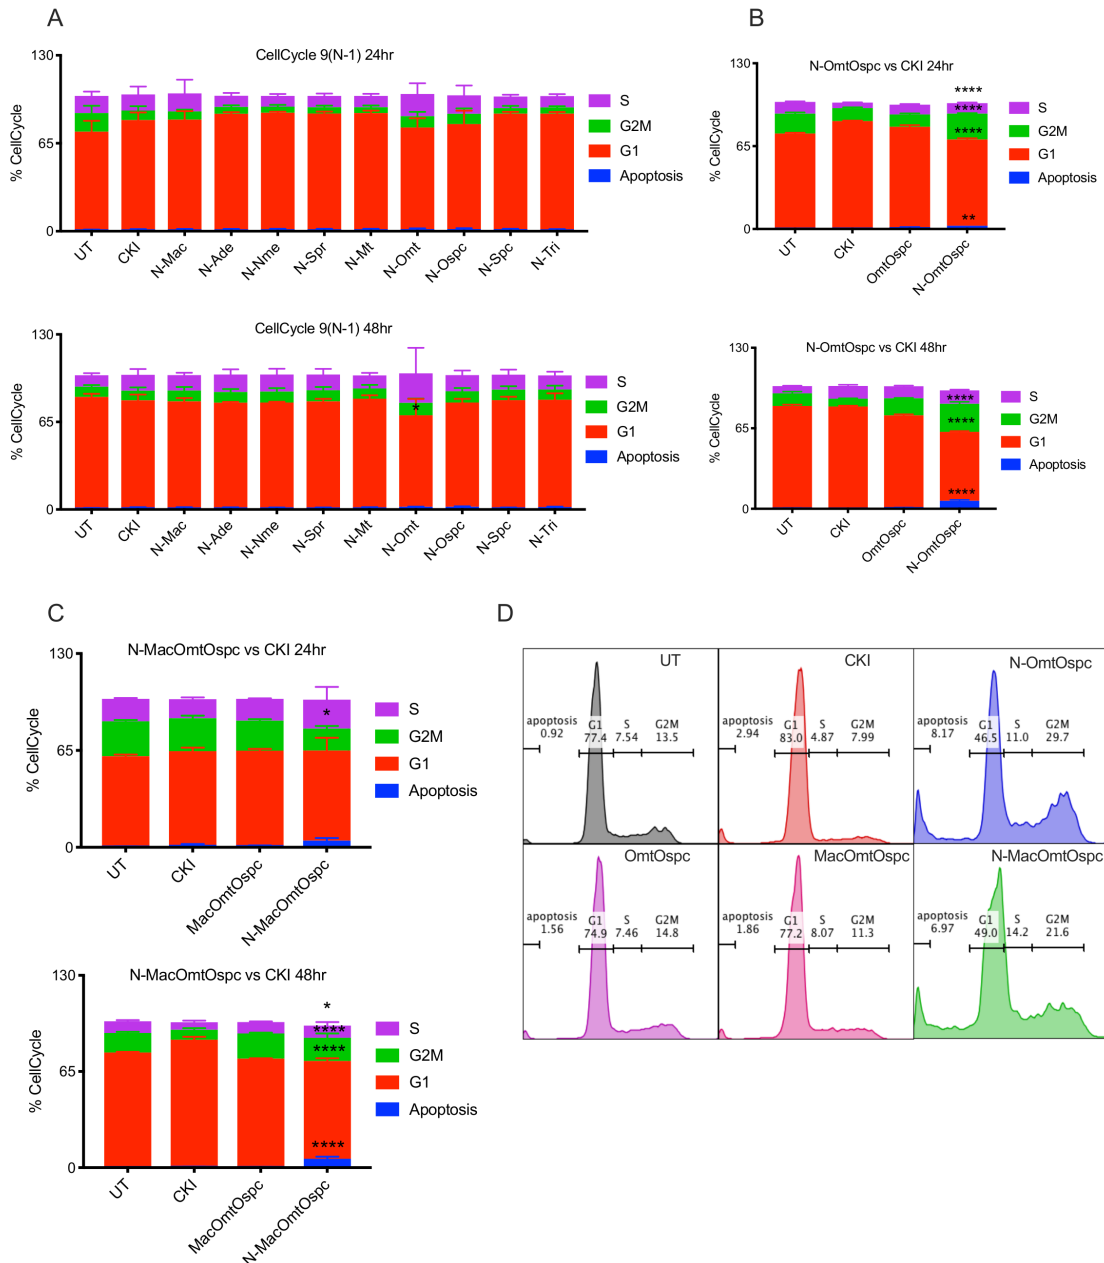 A
CellCycle 9(N-1) 24hr
% CellCycle
130
65
0
S
G2M
G1
Apoptosis
UT
CKI
N-Mac
N-Ade
N-Nme
N-Spr
N-Mt
N-Omt
N-Ospc
N-Spc
N-Tri
CellCycle 9(N-1) 48hr
% CellCycle
130
65
0
*
S
G2M
G1
Apoptosis
UT
CKI
N-Mac
N-Ade
N-Nme
N-Spr
N-Mt
N-Omt
N-Ospc
N-Spc
N-Tri
B
N-OmtOspc vs CKI 24hr
% CellCycle
130
65
0
****
****
****
**
S
G2M
G1
Apoptosis
UT
CKI
OmtOspc
N-OmtOspc
N-OmtOspc vs CKI 48hr
% CellCycle
130
65
0
****
****
****
S
G2M
G1
Apoptosis
UT
CKI
OmtOspc
N-OmtOspc
C
N-MacOmtOspc vs CKI 24hr
% CellCycle
130
65
0
*
S
G2M
G1
Apoptosis
UT
CKI
MacOmtOspc
N-MacOmtOspc
N-MacOmtOspc vs CKI 48hr
% CellCycle
130
65
0
*
****
****
****
S
G2M
G1
Apoptosis
UT
CKI
MacOmtOspc
N-MacOmtOspc
D
UT
apoptosis G1 S G2M
0.92 77.4 7.54 13.5
CKI
apoptosis G1 S G2M
2.94 83.0 4.87 7.99
N-OmtOspc
apoptosis G1 S G2M
8.17 46.5 11.0 29.7
OmtOspc
apoptosis G1 S G2M
1.56 74.9 7.46 14.8
MacOmtOspc
apoptosis G1 S G2M
1.86 77.2 8.07 11.3
N-MacOmtOspc
apoptosis G1 S G2M
6.97 49.0 14.2 21.6